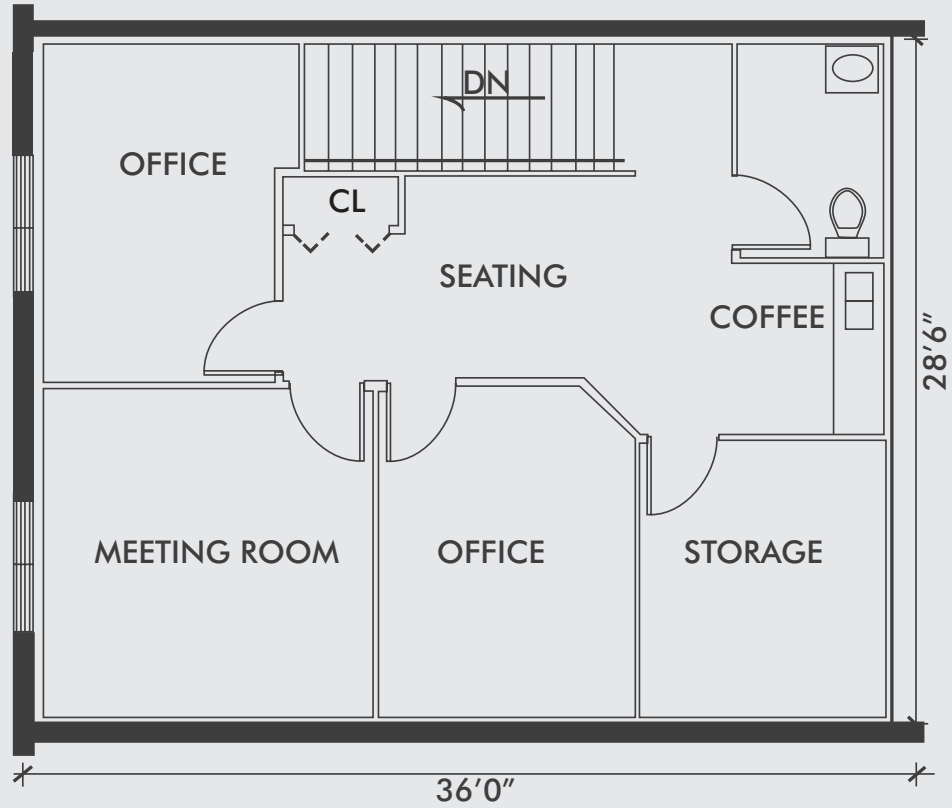 DN
OFFICE
CL
SEATING
COFFEE
28'6"
MEETING ROOM
OFFICE
STORAGE
36'0"